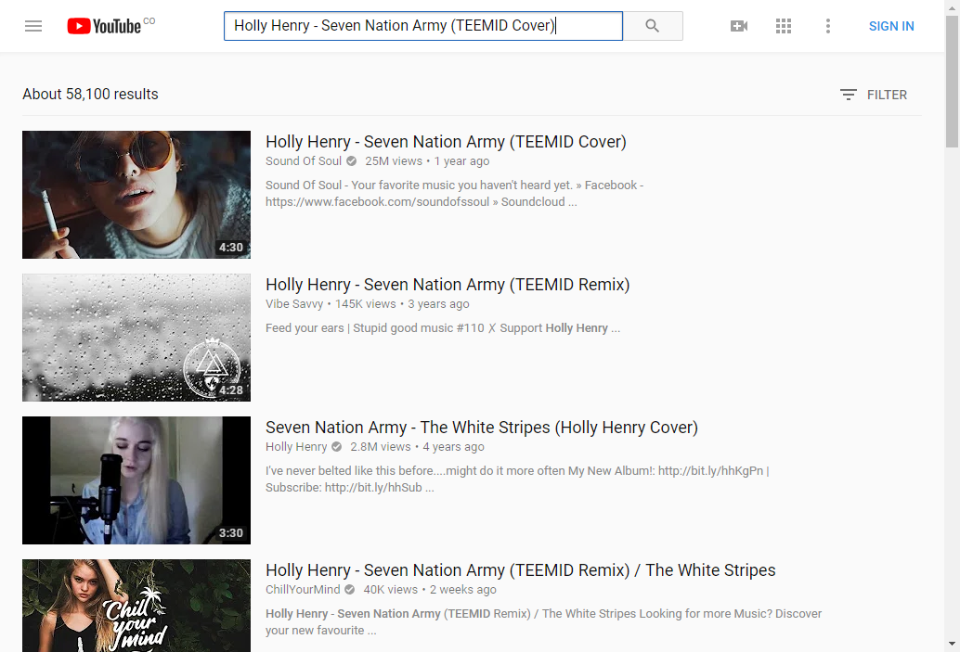 YouTube CO
Holly Henry - Seven Nation Army (TEEMID Cover)
SIGN IN
About 58,100 results
FILTER
Holly Henry - Seven Nation Army (TEEMID Cover)
Sound Of Soul 25M views • 1 year ago
Sound Of Soul - Your favorite music you haven't heard yet. » Facebook -
https://www.facebook.com/soundofssoul » Soundcloud ...
4:30
Holly Henry - Seven Nation Army (TEEMID Remix)
Vibe Savvy • 145K views • 3 years ago
Feed your ears | Stupid good music #110 ✗ Support Holly Henry ...
4:28
Seven Nation Army - The White Stripes (Holly Henry Cover)
Holly Henry 2.8M views • 4 years ago
I've never belted like this before....might do it more often My New Album!: http://bit.ly/hhKgPn |
Subscribe: http://bit.ly/hhSub ...
3:30
Holly Henry - Seven Nation Army (TEEMID Remix) / The White Stripes
ChillYourMind 40K views • 2 weeks ago
Holly Henry - Seven Nation Army (TEEMID Remix) / The White Stripes Looking for more Music? Discover
your new favourite ...
Chill
your
mind